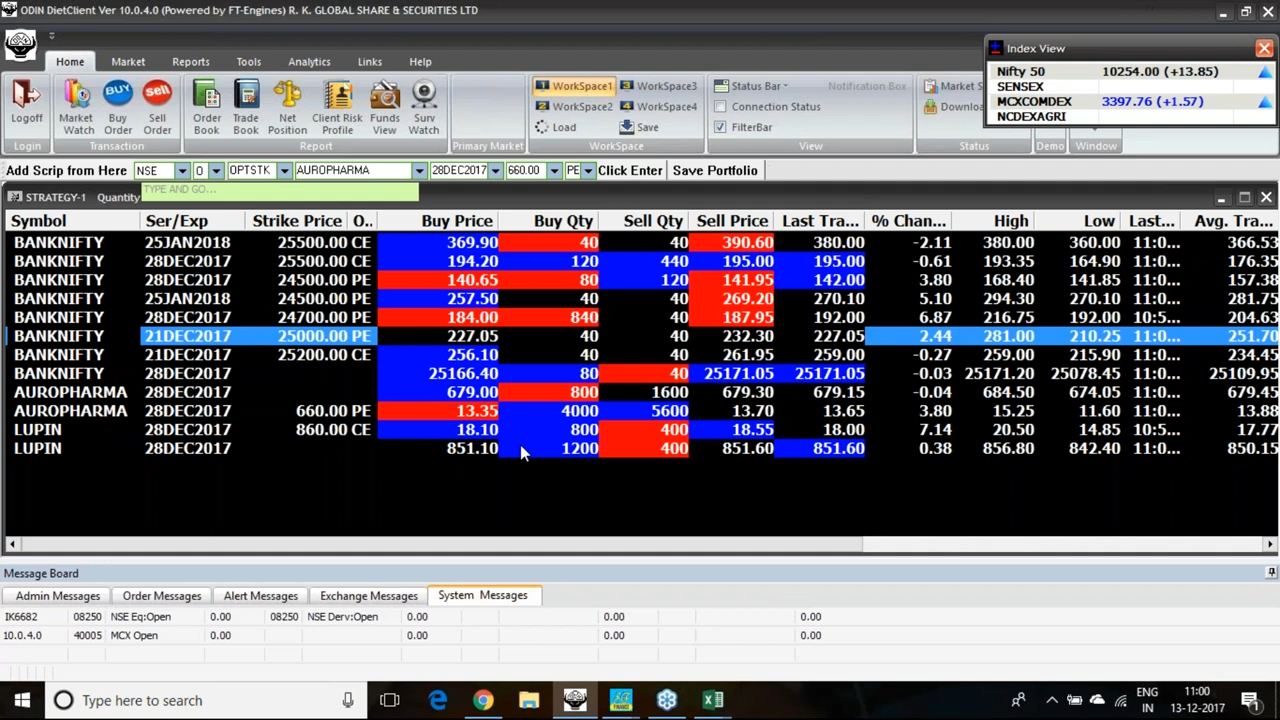 ODIN DietClient Ver 10.0.4.0 (Powered by FT-Engines) R. K. GLOBAL SHARE & SECURITIES LTD
Home Market Reports Tools Analytics Links Help
Logoff Market Watch Buy Order Sell Order Order Book Trade Book Net Position Client Risk Profile Funds View Surv Watch
WorkSpace1 WorkSpace3 Status Bar Notification Box Market S
WorkSpace2 WorkSpace4 Connection Status Downlo
Load Save FilterBar
Login Transaction Report Primary Market WorkSpace View Status Demo Window
Index View
Nifty 50 10254.00 (+13.85)
SENSEX
MCXCOMDEX 3397.76 (+1.57)
NCDEXAGRI
Add Scrip from Here NSE O OPTSTK AUROPHARMA 28DEC2017 660.00 PE Click Enter Save Portfolio
TYPE AND GO...
STRATEGY-1 Quantity
Symbol Ser/Exp Strike Price O.. Buy Price Buy Qty Sell Qty Sell Price Last Tra... % Chan... High Low Last... Avg. Tra...
BANKNIFTY 25JAN2018 25500.00 CE 369.90 40 40 390.60 380.00 -2.11 380.00 360.00 11:0... 366.53
BANKNIFTY 28DEC2017 25500.00 CE 194.20 120 440 195.00 195.00 -0.61 193.35 164.90 11:0... 176.35
BANKNIFTY 28DEC2017 24500.00 PE 140.65 80 120 141.95 142.00 3.80 168.40 141.85 11:0... 157.38
BANKNIFTY 25JAN2018 24500.00 PE 257.50 40 40 269.20 270.10 5.10 294.30 270.10 11:0... 281.75
BANKNIFTY 28DEC2017 24700.00 PE 184.00 840 40 187.95 192.00 6.87 216.75 192.00 10:5... 204.63
BANKNIFTY 21DEC2017 25000.00 PE 227.05 40 40 232.30 227.05 2.44 281.00 210.25 11:0... 251.70
BANKNIFTY 21DEC2017 25200.00 CE 256.10 40 40 261.95 259.00 -0.27 259.00 215.90 11:0... 234.45
BANKNIFTY 28DEC2017 25166.40 80 40 25171.05 25171.05 -0.03 25171.20 25078.45 11:0... 25109.95
AUROPHARMA 28DEC2017 679.00 800 1600 679.30 679.15 -0.04 684.50 674.05 11:0... 679.45
AUROPHARMA 28DEC2017 660.00 PE 13.35 4000 5600 13.70 13.65 3.80 15.25 11.60 11:0... 13.88
LUPIN 28DEC2017 860.00 CE 18.10 800 400 18.55 18.00 7.14 20.50 14.85 10:5... 17.77
LUPIN 28DEC2017 851.10 1200 400 851.60 851.60 0.38 856.80 842.40 11:0... 850.15
Message Board
Admin Messages Order Messages Alert Messages Exchange Messages System Messages
IK6682 08250 NSE Eq:Open 0.00 08250 NSE Derv:Open 0.00 0.00 0.00
10.0.4.0 40005 MCX Open 0.00 0.00 0.00 0.00
Type here to search
ENG 11:00
IN 13-12-2017